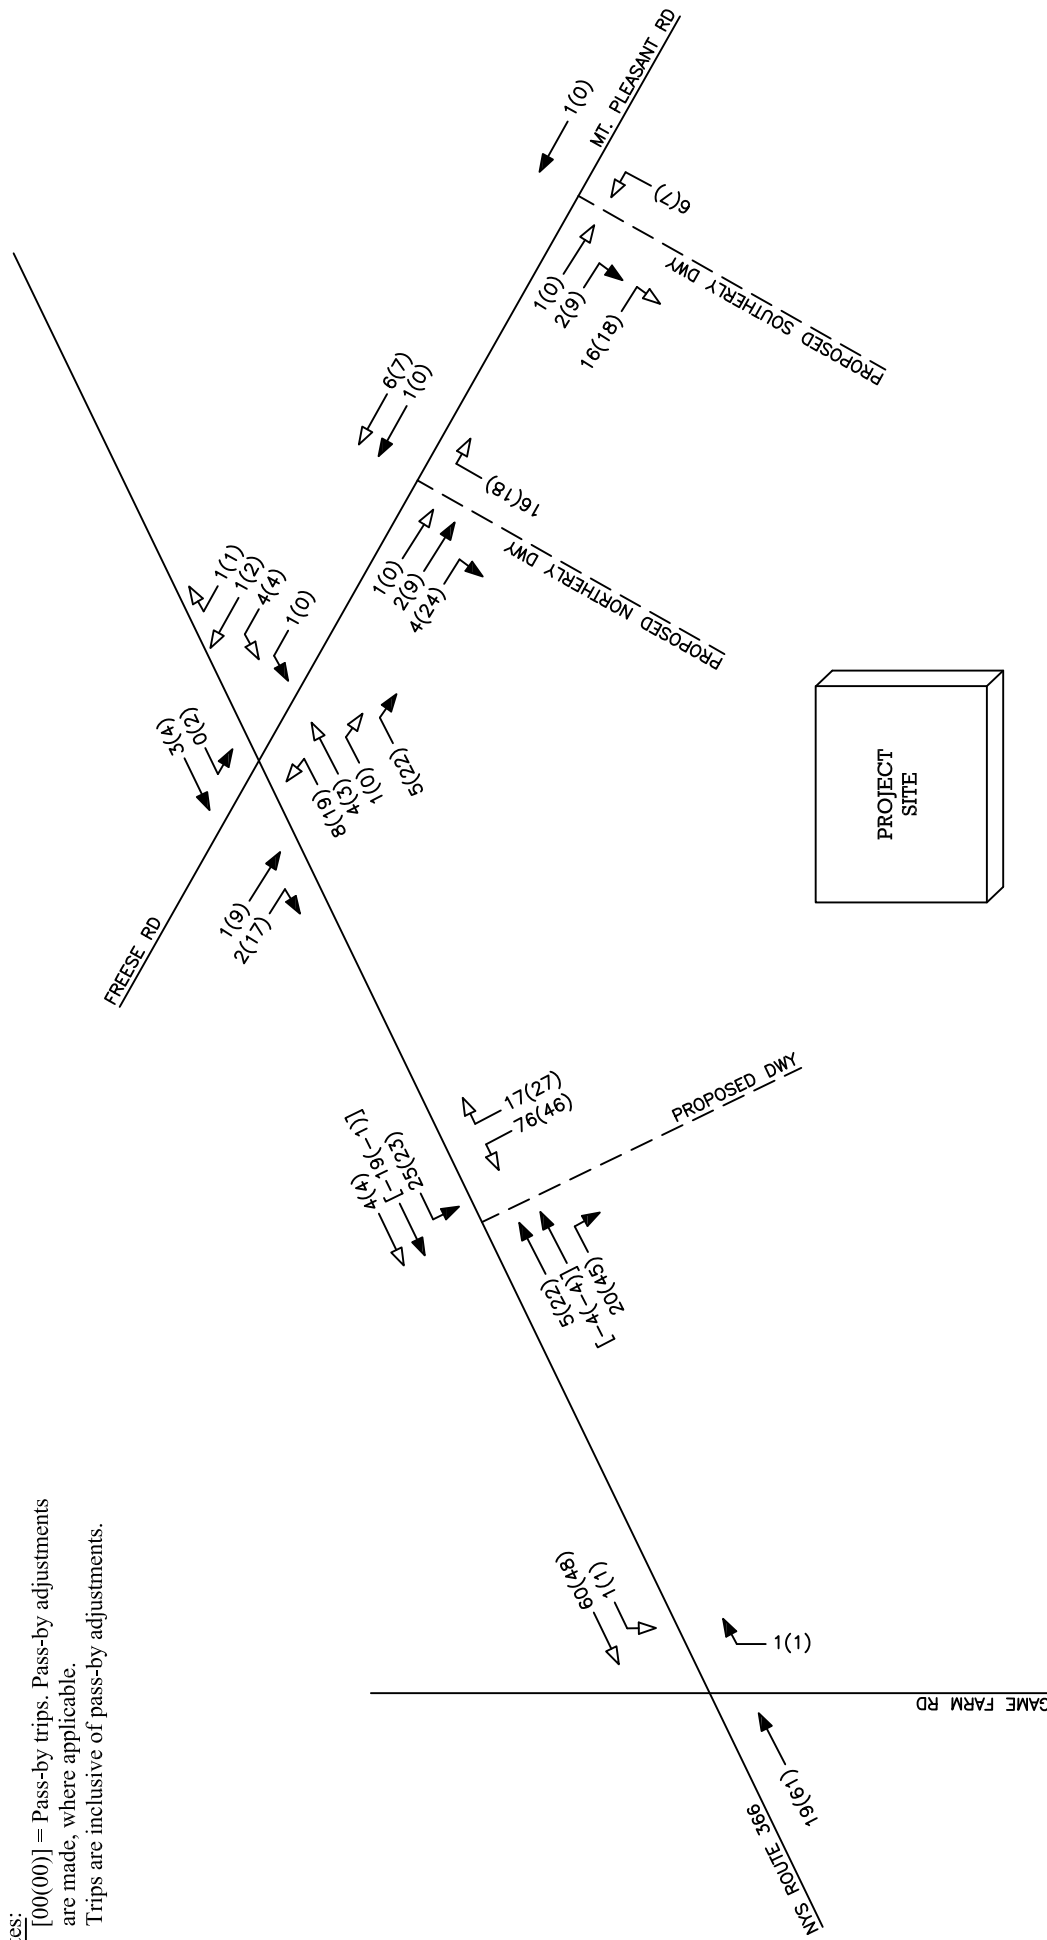 es:
[00(00)] = Pass-by trips. Pass-by adjustments
are made, where applicable.
Trips are inclusive of pass-by adjustments.
MT. PLEASANT RD
1(0)
6(7)
1(0)
2(9)
16(18)
PROPOSED SOUTHERLY DWY
6(7)
1(0)
16(18)
1(0)
2(9)
4(24)
PROPOSED NORTHERLY DWY
1(1)
1(2)
4(4)
1(0)
3(4)
0(2)
8(19)
4(3)
1(0)
5(22)
1(9)
2(17)
FREESE RD
PROJECT
SITE
4(4)
[-19(-1)]
25(23)
17(27)
76(46)
PROPOSED DWY
5(22)
[-4(-4)]
20(45)
60(48)
1(1)
1(1)
GAME FARM RD
19(61)
NYS ROUTE 366